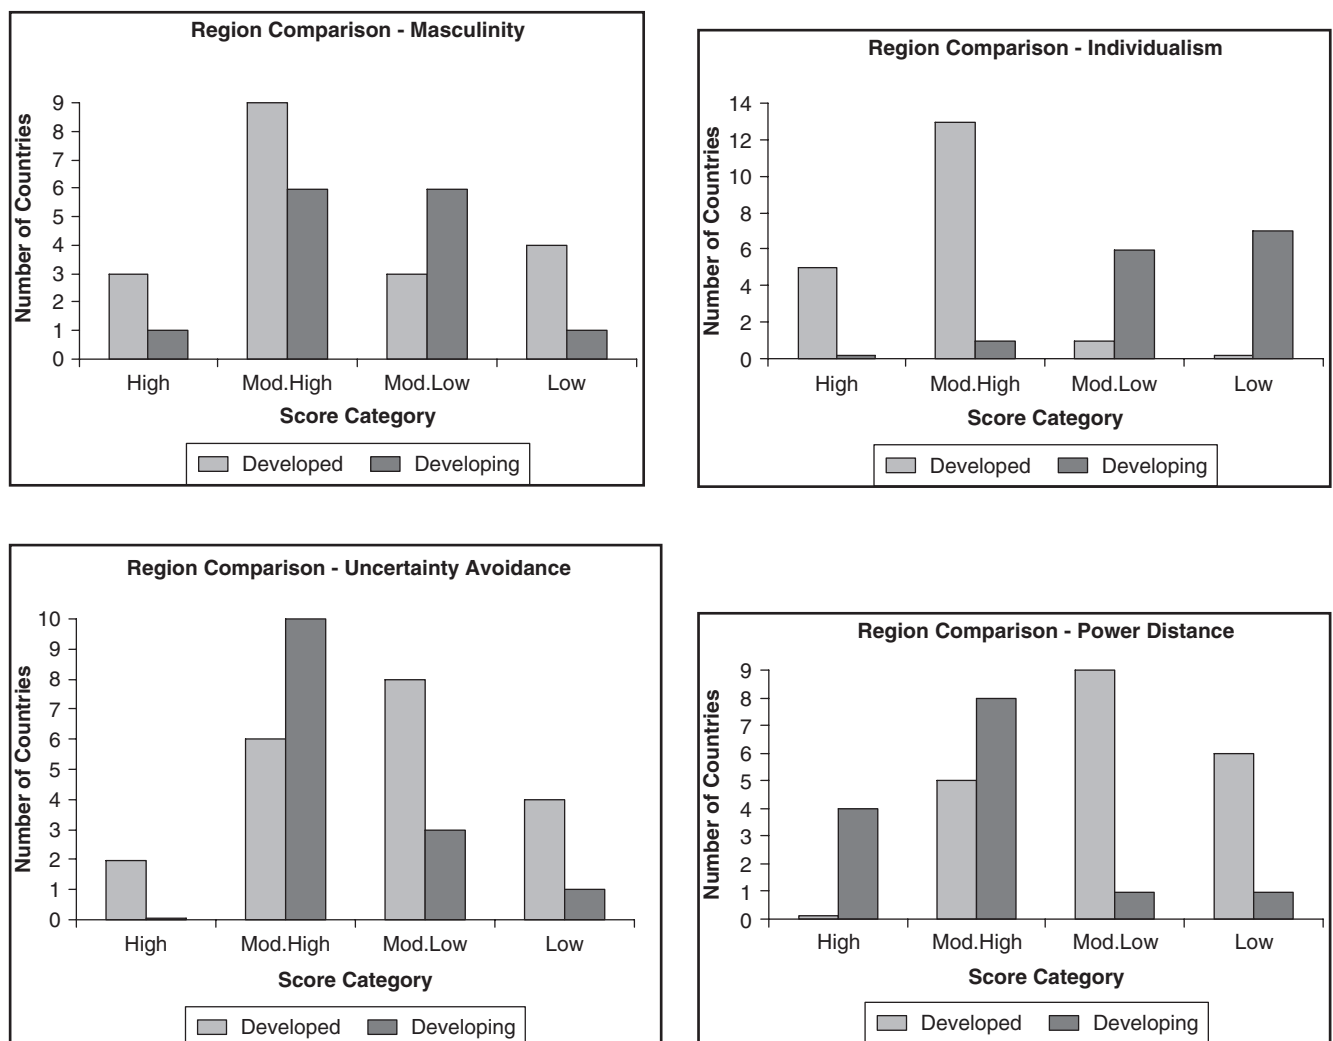 Region Comparison - Masculinity
Number of Countries
9
8
7
6
5
4
3
2
1
0
High Mod.High Mod.Low Low
Score Category
Developed Developing
Region Comparison - Individualism
Number of Countries
14
12
10
8
6
4
2
0
High Mod.High Mod.Low Low
Score Category
Developed Developing
Region Comparison - Uncertainty Avoidance
Number of Countries
10
9
8
7
6
5
4
3
2
1
0
High Mod.High Mod.Low Low
Score Category
Developed Developing
Region Comparison - Power Distance
Number of Countries
9
8
7
6
5
4
3
2
1
0
High Mod.High Mod.Low Low
Score Category
Developed Developing